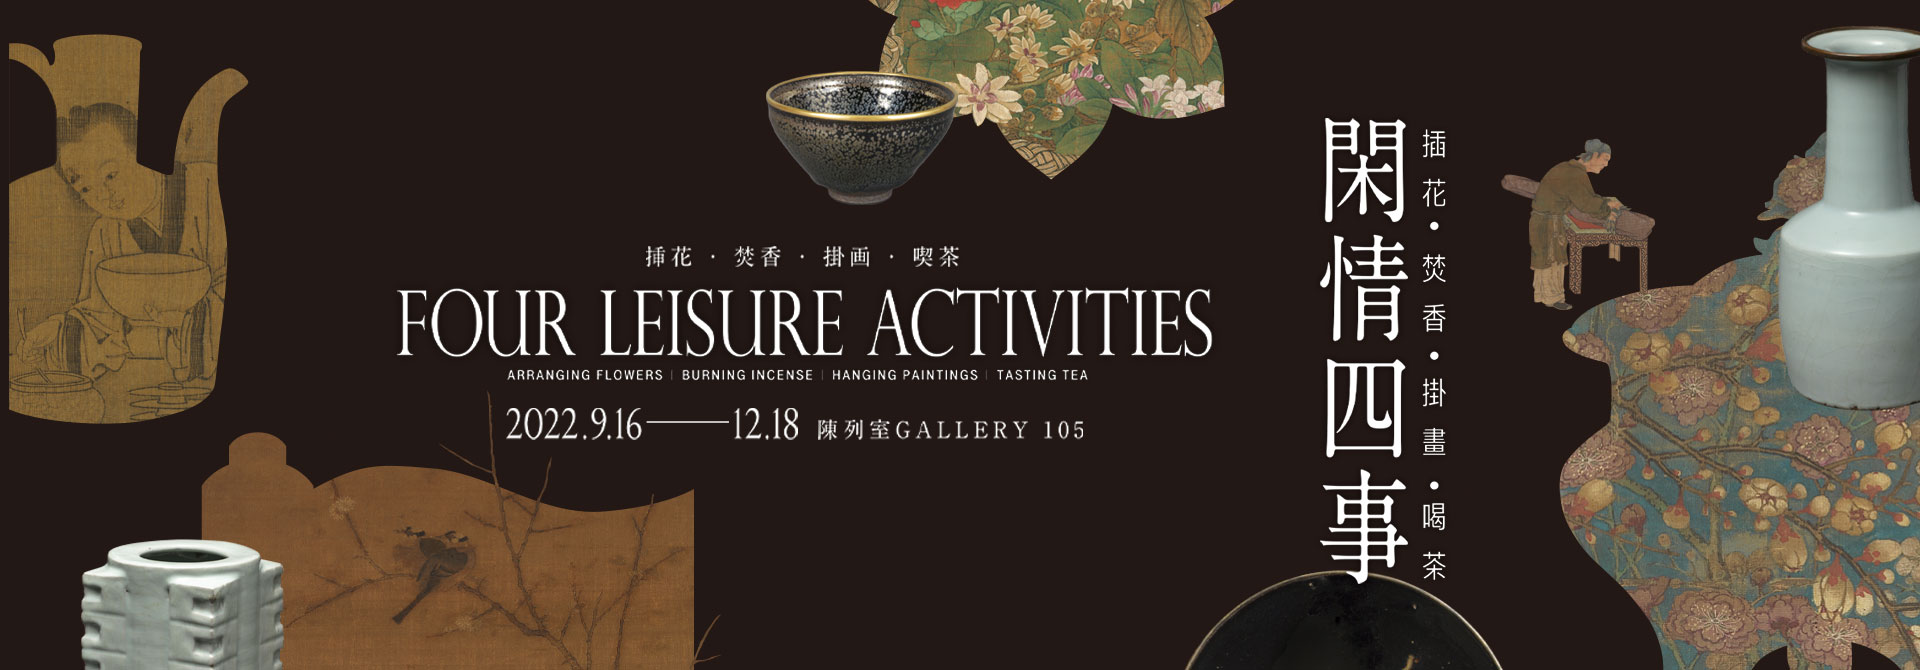 挿花・焚香・掛画・喫茶
FOUR LEISURE ACTIVITIES
ARRANGING FLOWERS | BURNING INCENSE | HANGING PAINTINGS | TASTING TEA
2022.9.16——12.18 陳列室GALLERY 105
閑情四事
插花・焚香・掛畫・喝茶